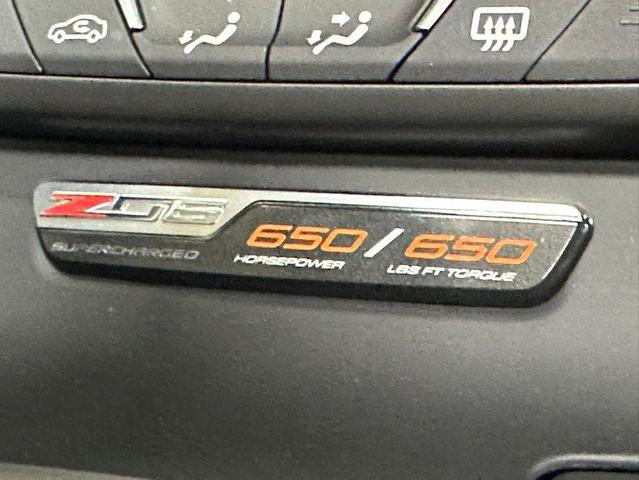 Z06
SUPERCHARGED
650 / 650
HORSEPOWER LBS FT TORQUE